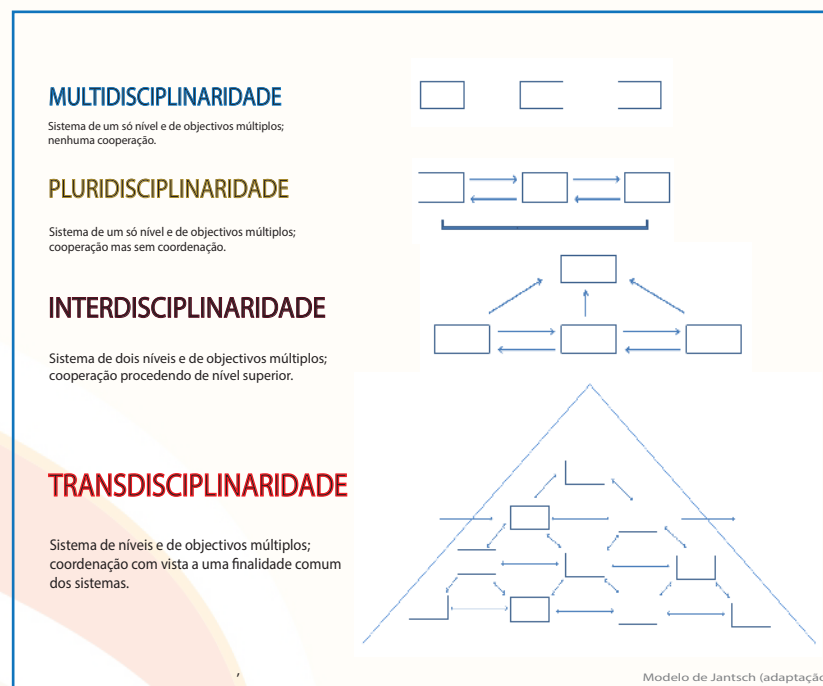 MULTIDISCIPLINARIDADE
Sistema de um só nível e de objectivos múltiplos;
nenhuma cooperação.
PLURIDISCIPLINARIDADE
Sistema de um só nível e de objectivos múltiplos;
cooperação mas sem coordenação.
INTERDISCIPLINARIDADE
Sistema de dois níveis e de objectivos múltiplos;
cooperação procedendo de nível superior.
TRANSDISCIPLINARIDADE
Sistema de níveis e de objectivos múltiplos;
coordenação com vista a uma finalidade comum
dos sistemas.
,
Modelo de Jantsch (adaptação